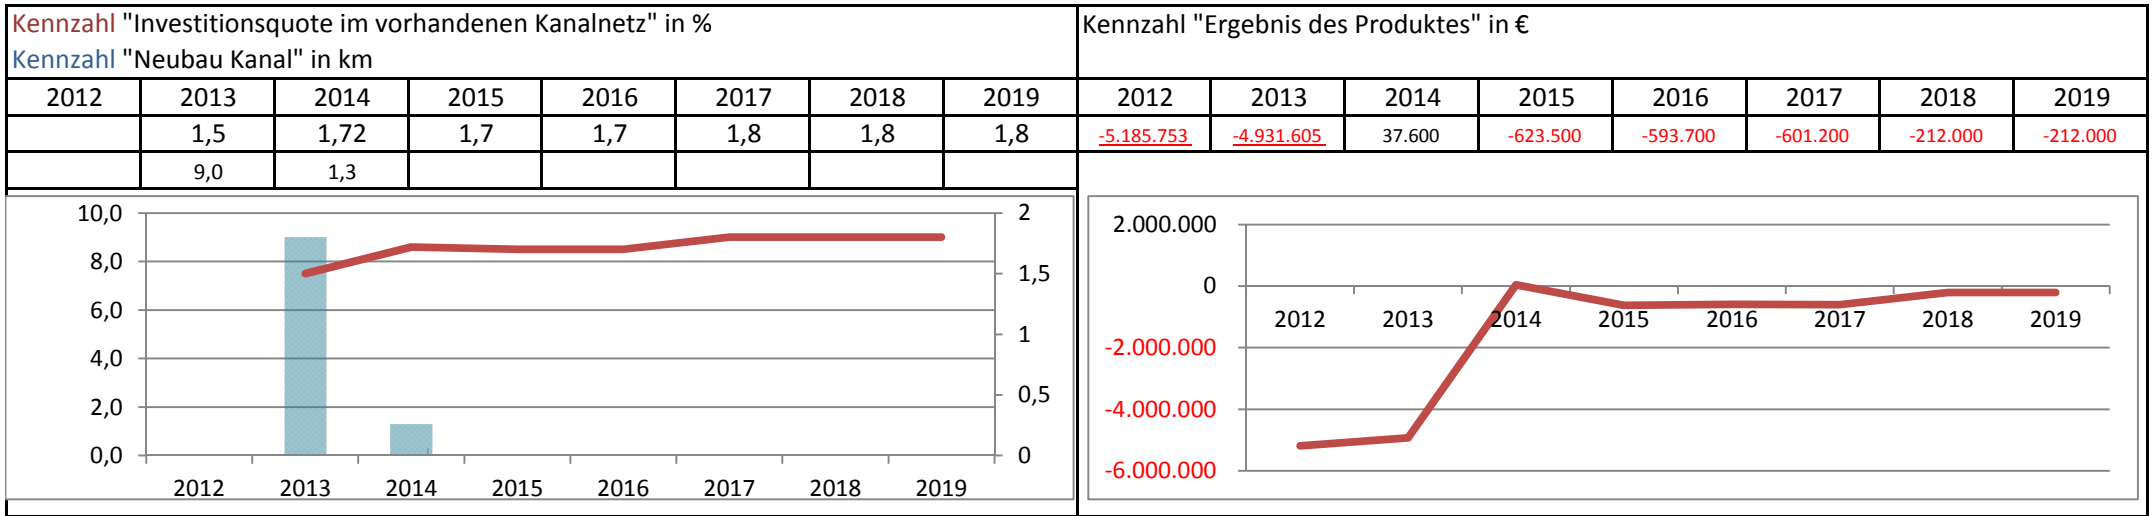 Kennzahl "Investitionsquote im vorhandenen Kanalnetz" in %
Kennzahl "Neubau Kanal" in km
2012 2013 2014 2015 2016 2017 2018 2019
1,5 1,72 1,7 1,7 1,8 1,8 1,8
9,0 1,3
10,0 2
8,0
1,5
6,0
1
4,0
2,0 0,5
0,0 0
2012 2013 2014 2015 2016 2017 2018 2019
Kennzahl "Ergebnis des Produktes" in €
2012 2013 2014 2015 2016 2017 2018 2019
-5.185.753 -4.931.605 37.600 -623.500 -593.700 -601.200 -212.000 -212.000
2.000.000
0
2012 2013 2014 2015 2016 2017 2018 2019
-2.000.000
-4.000.000
-6.000.000